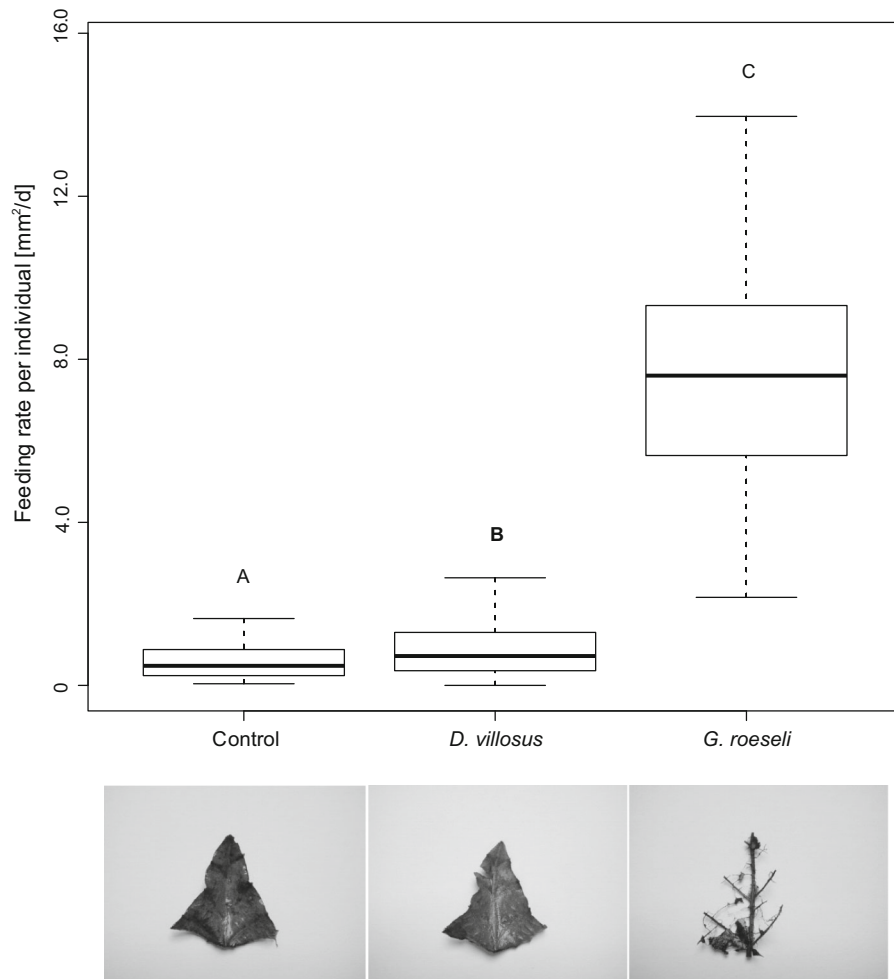 Feeding rate per individual [mm²/d]
16.0
12.0
8.0
4.0
0
A
B
C
Control
D. villosus
G. roeseli